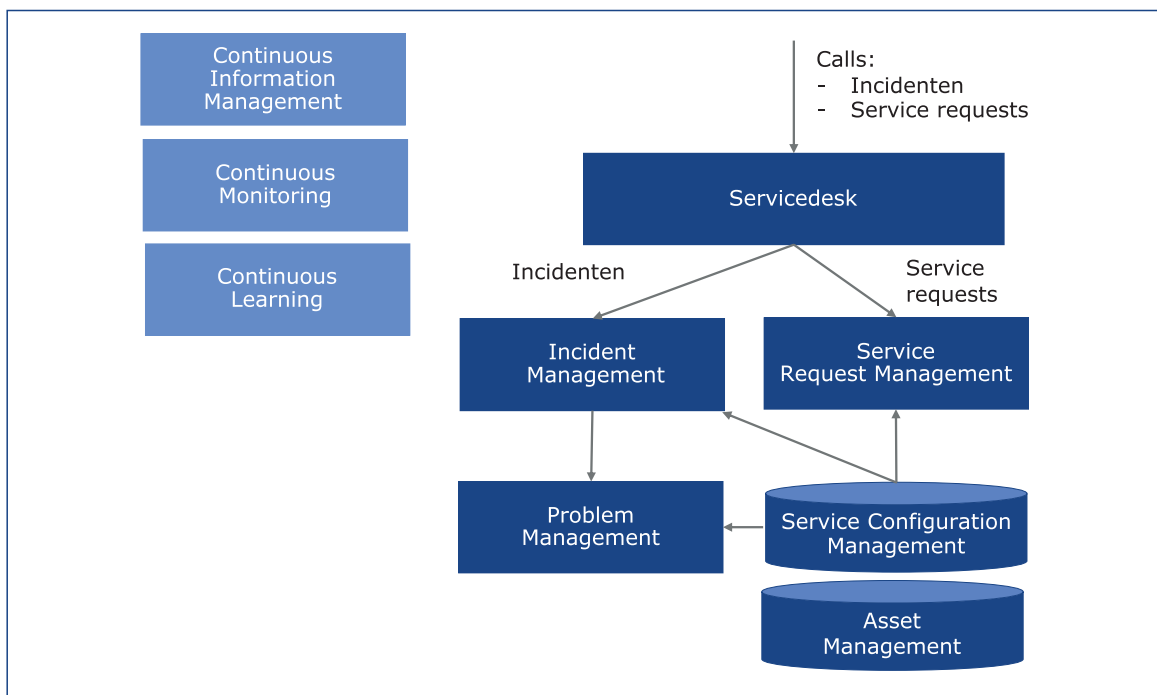 Continuous
Information
Management
Continuous
Monitoring
Continuous
Learning
Calls:
- Incidenten
- Service requests
Servicedesk
Incidenten
Service
requests
Incident
Management
Service
Request Management
Problem
Management
Service Configuration
Management
Asset
Management